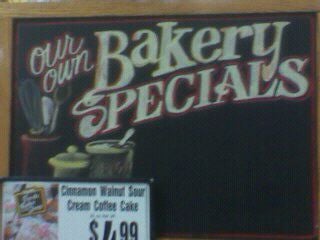 our
own
Bakery
SPECIALS
Cinnamon Walnut Sour
Cream Coffee Cake
$4.99